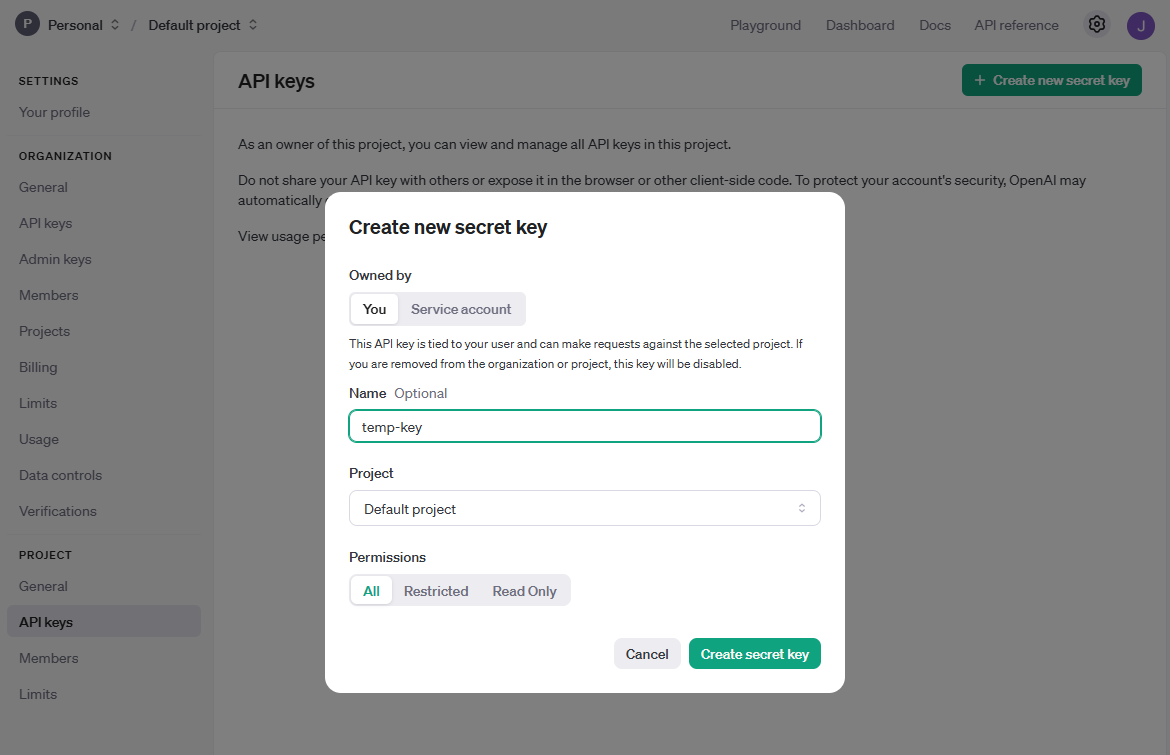 P Personal / Default project
Playground Dashboard Docs API reference J
SETTINGS
Your profile
ORGANIZATION
General
API keys
Admin keys
Members
Projects
Billing
Limits
Usage
Data controls
Verifications
PROJECT
General
API keys
Members
Limits
API keys
+ Create new secret key
As an owner of this project, you can view and manage all API keys in this project.
Do not share your API key with others or expose it in the browser or other client-side code. To protect your account's security, OpenAI may
automatically
View usage
Create new secret key
Owned by
You Service account
This API key is tied to your user and can make requests against the selected project. If
you are removed from the organization or project, this key will be disabled.
Name Optional
temp-key
Project
Default project
Permissions
All Restricted Read Only
Cancel Create secret key